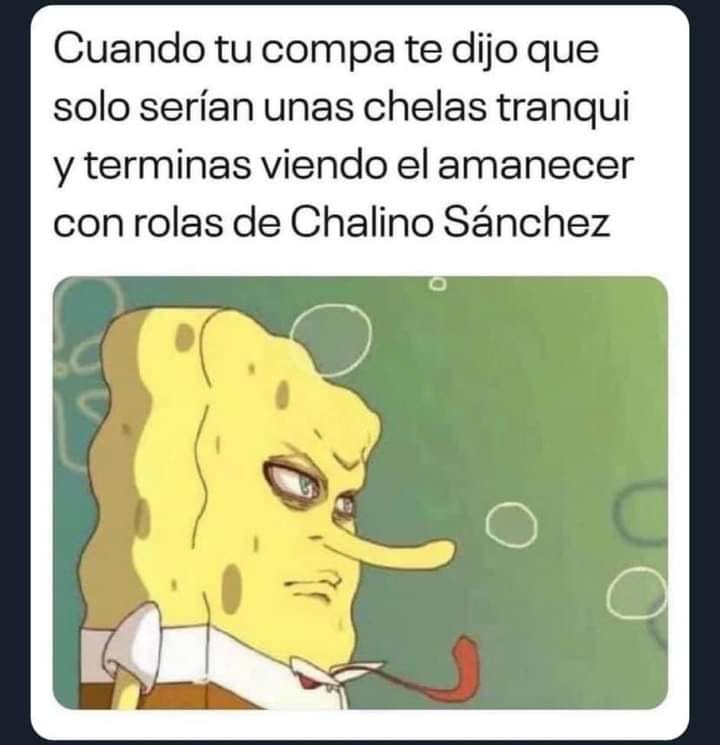 Cuando tu compa te dijo que
solo serían unas chelas tranqui
y terminas viendo el amanecer
con rolas de Chalino Sánchez